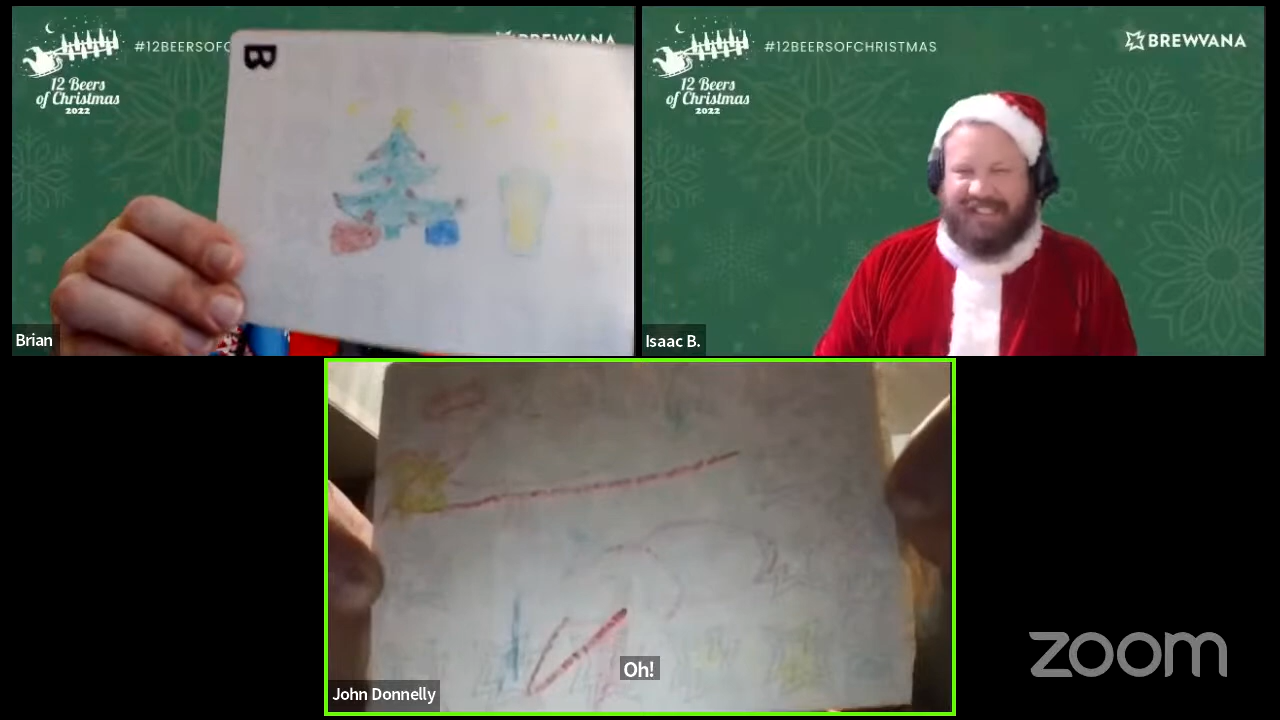 12 Beers
of Christmas
2022
#12BEERSOFC
BREWVANA
B
Brian
12 Beers
of Christmas
2022
#12BEERSOFCHRISTMAS
BREWVANA
Isaac B.
Oh!
John Donnelly
zoom